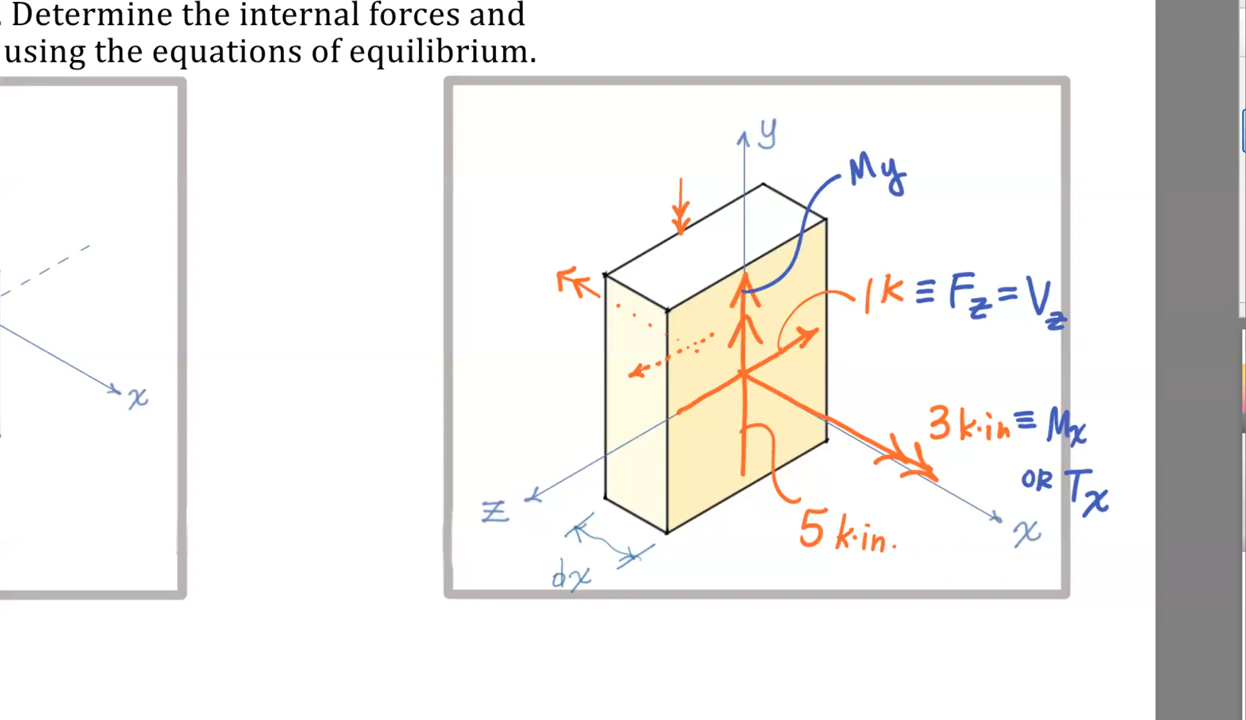 . Determine the internal forces and
using the equations of equilibrium.
y
My
1k ≡ Fz = Vz
x
3 k·in ≡ Mx
OR Tx
z
5 k·in.
x
dx